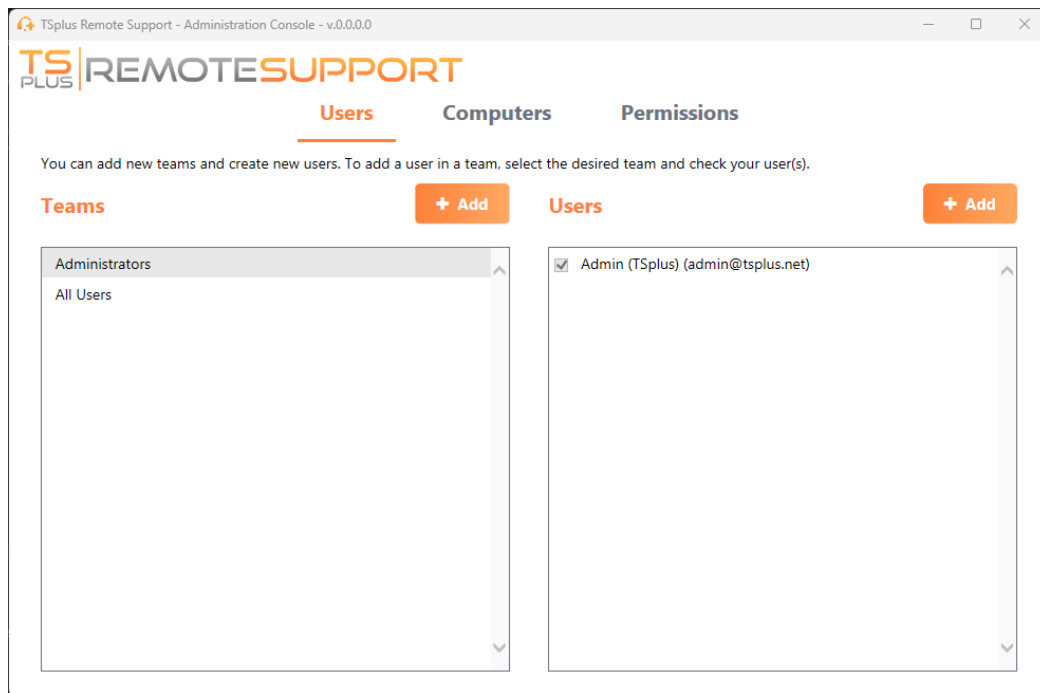 TSplus Remote Support - Administration Console - v.0.0.0.0
TS PLUS REMOTESUPPORT
Users Computers Permissions
You can add new teams and create new users. To add a user in a team, select the desired team and check your user(s).
Teams + Add Users + Add
Administrators
All Users
Admin (TSplus) (admin@tsplus.net)